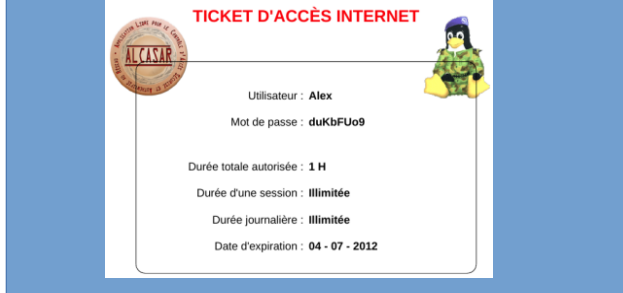 TICKET D'ACCÈS INTERNET
ALCASAR
Utilisateur : Alex
Mot de passe : duKbFUo9
Durée totale autorisée : 1 H
Durée d'une session : Illimitée
Durée journalière : Illimitée
Date d'expiration : 04 - 07 - 2012